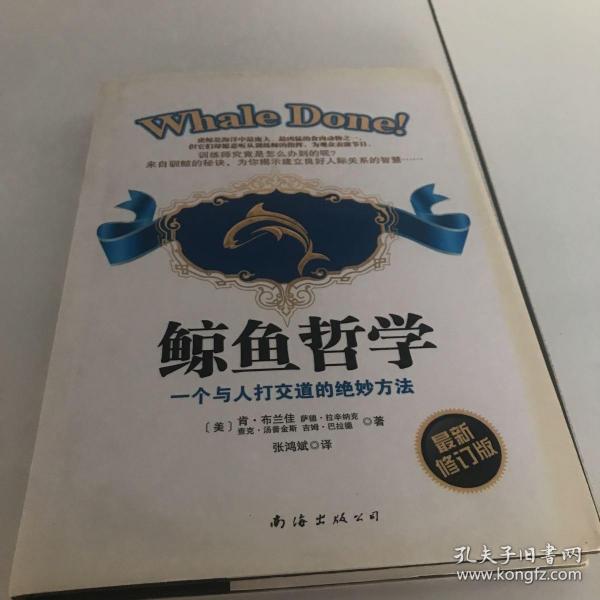 Whale Done!
虎鲸是海洋中最庞大、最凶猛的食肉动物之一,
但它们却愿意听从训练师的指挥,为观众表演节目。
训练师究竟是怎么办到的呢?
来自驯鲸的秘诀,为你揭示建立良好人际关系的智慧……
鲸鱼哲学
一个与人打交道的绝妙方法
〔美〕肯·布兰佳 萨德·拉辛纳克
查克·汤普金斯 吉姆·巴拉德 ◎著
张鸿斌◎译
最新
修订版
南海出版公司
孔夫子旧书网
www.kongfz.com